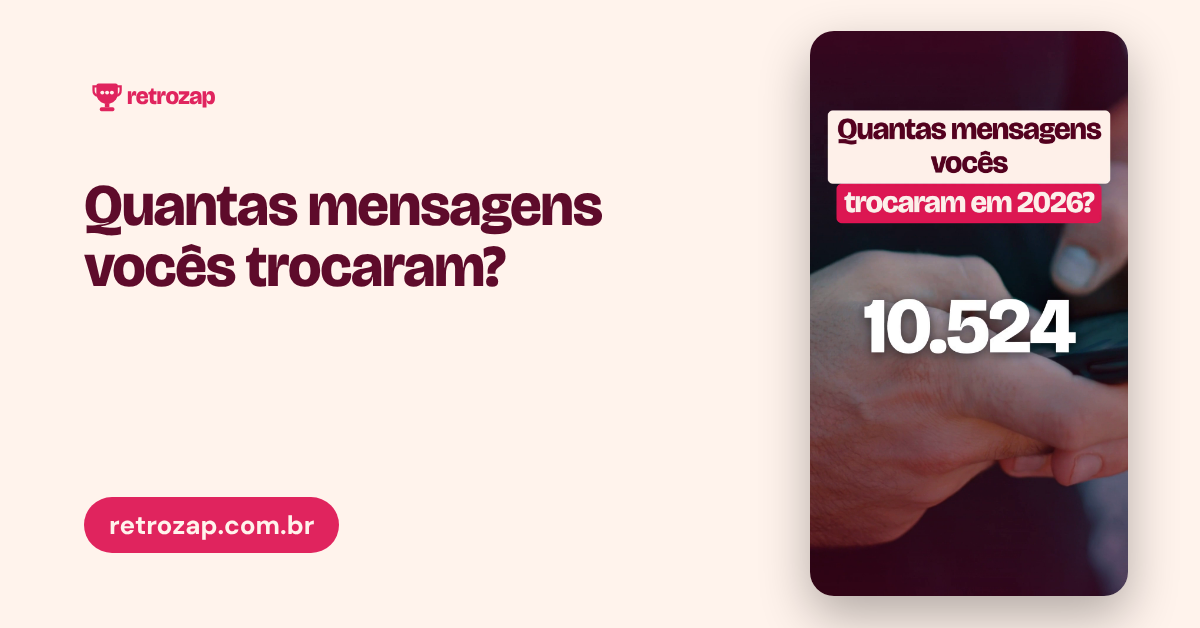 retrozap
Quantas mensagens
vocês trocaram?
retrozap.com.br
Quantas mensagens
vocês
trocaram em 2026?
10.524